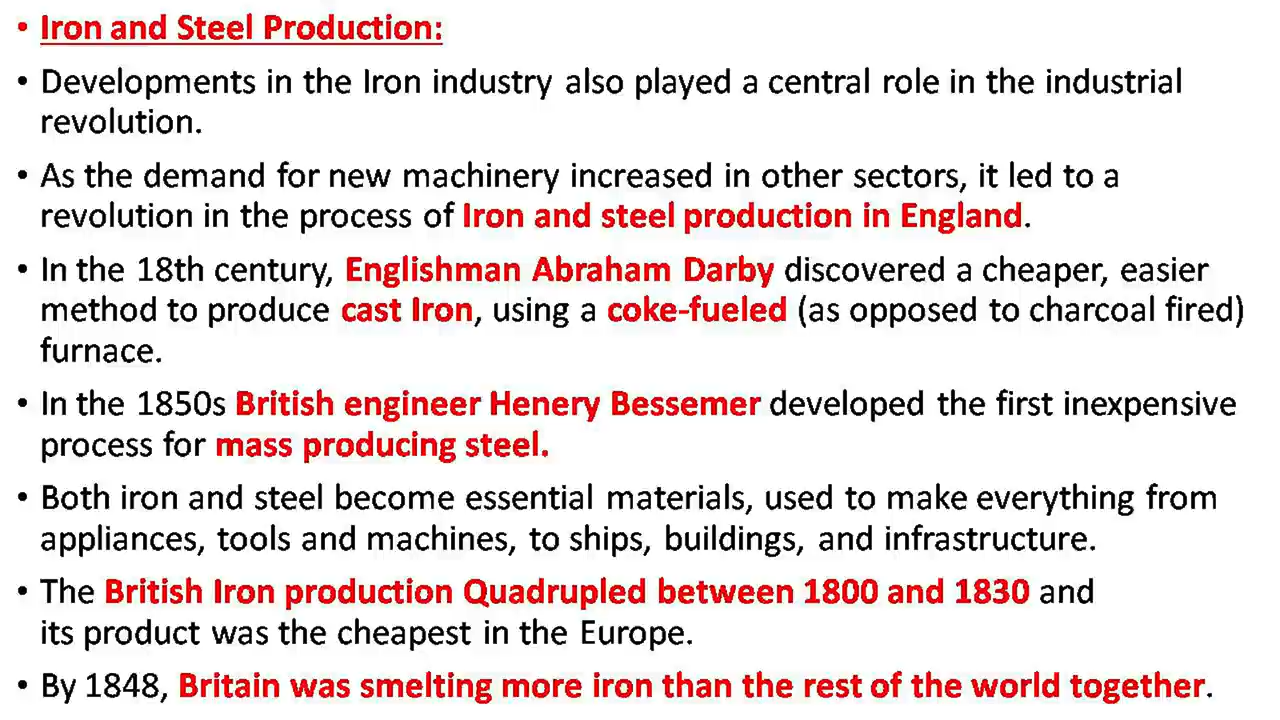 • Iron and Steel Production:
• Developments in the Iron industry also played a central role in the industrial
revolution.
• As the demand for new machinery increased in other sectors, it led to a
revolution in the process of Iron and steel production in England.
• In the 18th century, Englishman Abraham Darby discovered a cheaper, easier
method to produce cast Iron, using a coke-fueled (as opposed to charcoal fired)
furnace.
• In the 1850s British engineer Henery Bessemer developed the first inexpensive
process for mass producing steel.
• Both iron and steel become essential materials, used to make everything from
appliances, tools and machines, to ships, buildings, and infrastructure.
• The British Iron production Quadrupled between 1800 and 1830 and
its product was the cheapest in the Europe.
• By 1848, Britain was smelting more iron than the rest of the world together.